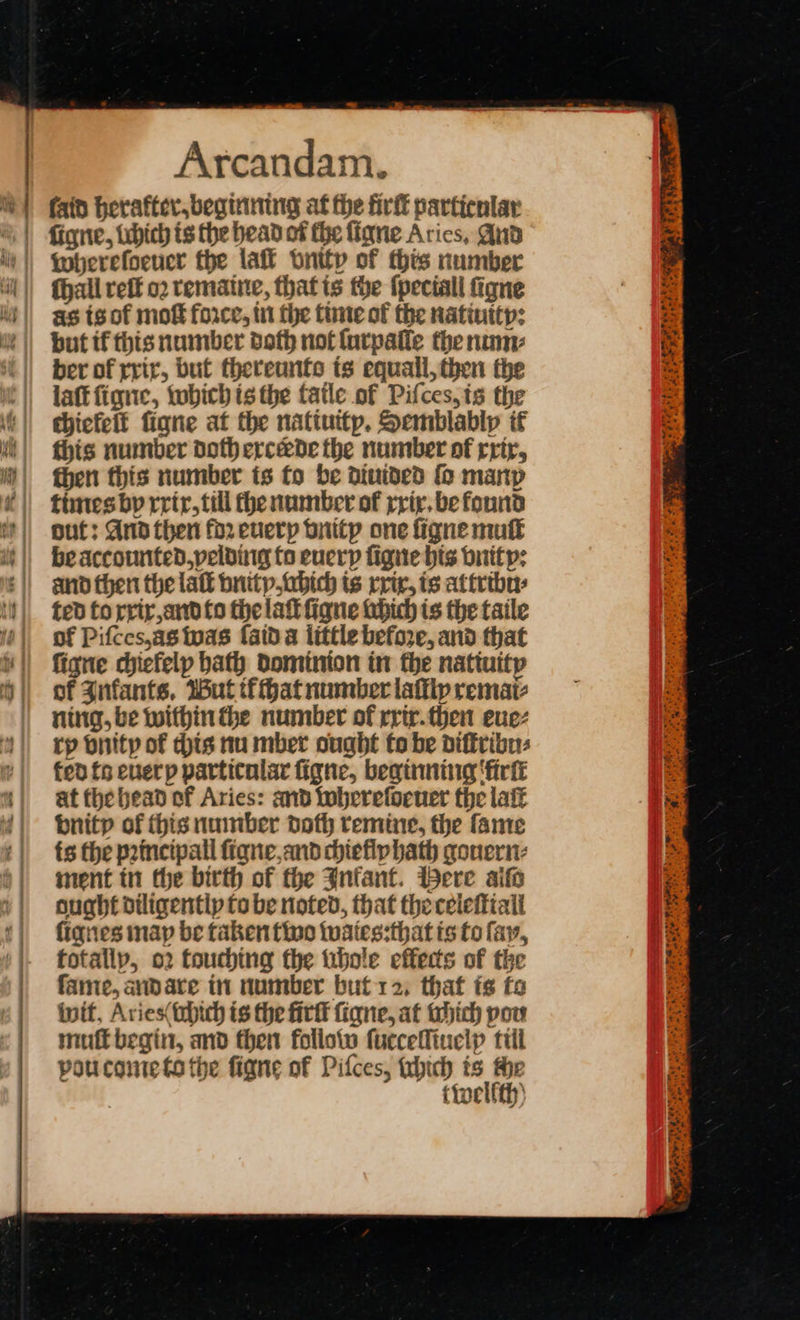 Arcandam.
ſaid herafter,beginning at the firſt particular
ſigne, which is the head of the ſigne Aries, And
whereſoeuer the laſt vnity of this number
ſhall reſt oꝛ remaine, that is the ſpeciall ſigne
as is of moſt foꝛce, in the time of the natiuity:
but if this number doth not ſurpaſſe the num-
ber of xxix, but thereunto is equall, then the
laſt ſigne, which is the taile of Piſces, is the
chiefeſt ſigne at the natiuity. Semblably if
this number doth excéede the number of xxix,
then this number is to be diuided ſo many
times by xxix, till the number of xxix. be found
out: And then foꝛ euery vnity one ſigne muſt
be accounted, yelding to euery ſigne his vnity:
and then the laſt vnity, which is xxix, is attribu-
ted to xxix, and to the laſt ſigne which is the taile
of Piſces, as was ſaid a little befoꝛe, and that
ſigne chiefely hath dominion in the natiuity
of Infants. But if that number laſtly remai-
ning, be within the number of xxix. then eue-
ry vnity of this nu mber ought to be diſtribu-
ted to euery particular ſigne, beginning firſt
at the head of Aries: and whereſoeuer the laſt
vnity of this number doth remine, the ſame
is the pꝛincipall ſigne, and chiefly hath gouern-
ment in the birth of the Infant. Here alſo
ought diligently to be noted, that the celeſtiall
ſignes may be taken two waies: that is to ſay,
totally, oꝛ touching the whole effects of the
ſame, and are in number but 12. that is to
wit, Aries(which is the firſt ſigne, at which you
muſt begin, and then follow ſucceſſiuely till
you come to the ſigne of Piſces, which is the
twelfth)